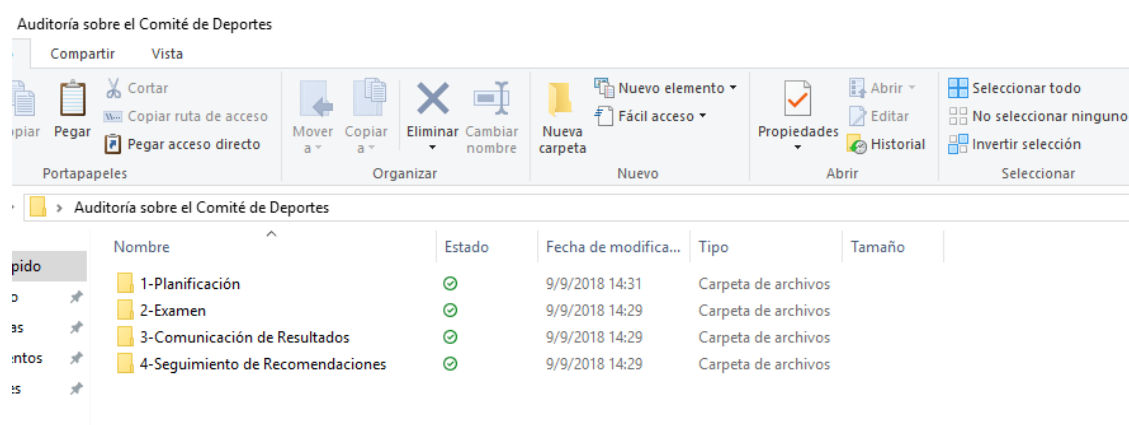 Auditoría sobre el Comité de Deportes
Compartir Vista
Cortar
Copiar ruta de acceso
Pegar acceso directo
Pegar
Portapapeles
Mover a
Copiar a
Eliminar
Cambiar nombre
Organizar
Nueva carpeta
Nuevo elemento
Fácil acceso
Nuevo
Propiedades
Abrir
Editar
Historial
Abrir
Seleccionar todo
No seleccionar ninguno
Invertir selección
Seleccionar
> Auditoría sobre el Comité de Deportes
Nombre Estado Fecha de modifica... Tipo Tamaño
1-Planificación 9/9/2018 14:31 Carpeta de archivos
2-Examen 9/9/2018 14:29 Carpeta de archivos
3-Comunicación de Resultados 9/9/2018 14:29 Carpeta de archivos
4-Seguimiento de Recomendaciones 9/9/2018 14:29 Carpeta de archivos